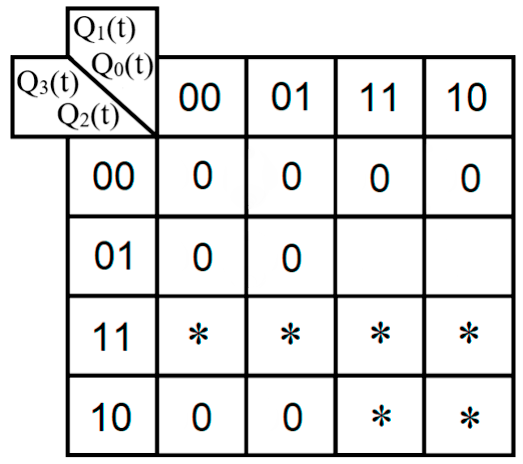 Q₁(t)
Q₀(t)
Q₃(t)
Q₂(t)
00 01 11 10
00 0 0 0 0
01 0 0
11 * * * *
10 0 0 * *